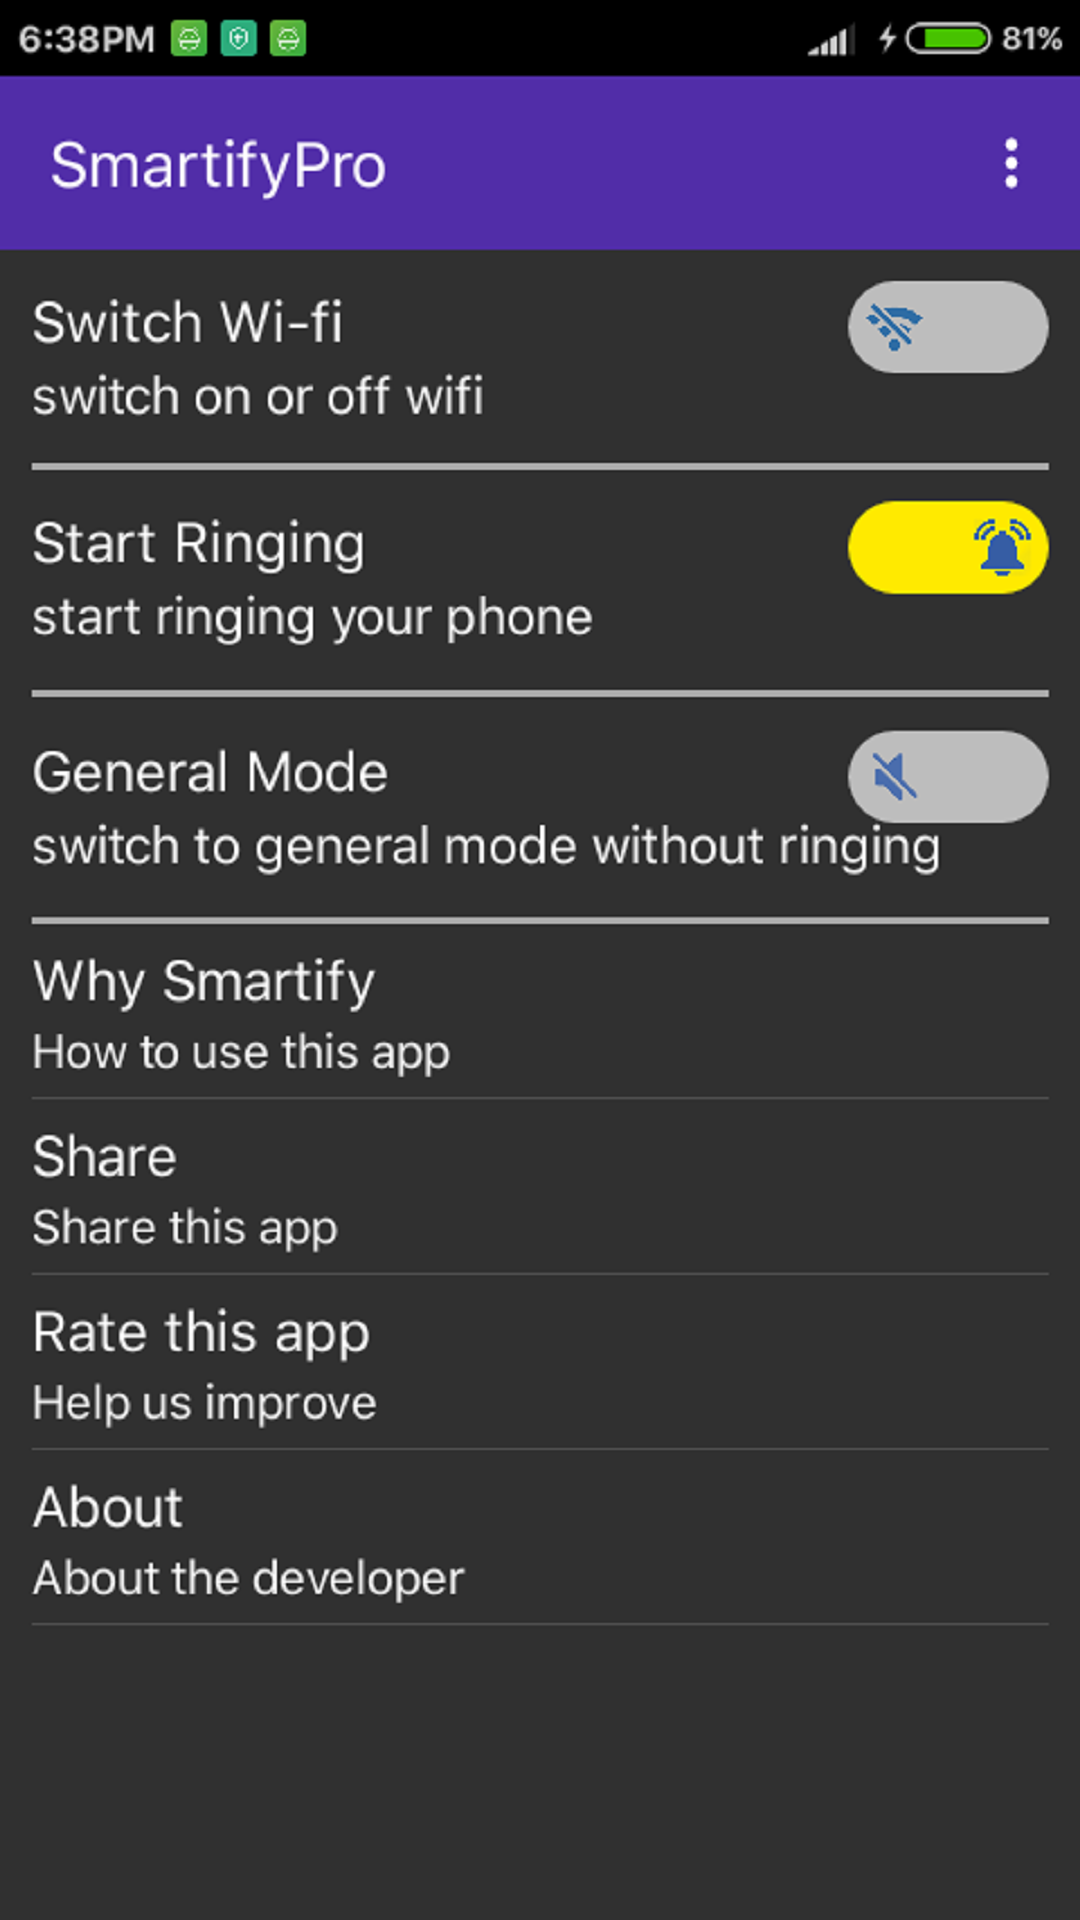 6:38PM 81%
SmartifyPro
Switch Wi-fi
switch on or off wifi
Start Ringing
start ringing your phone
General Mode
switch to general mode without ringing
Why Smartify
How to use this app
Share
Share this app
Rate this app
Help us improve
About
About the developer